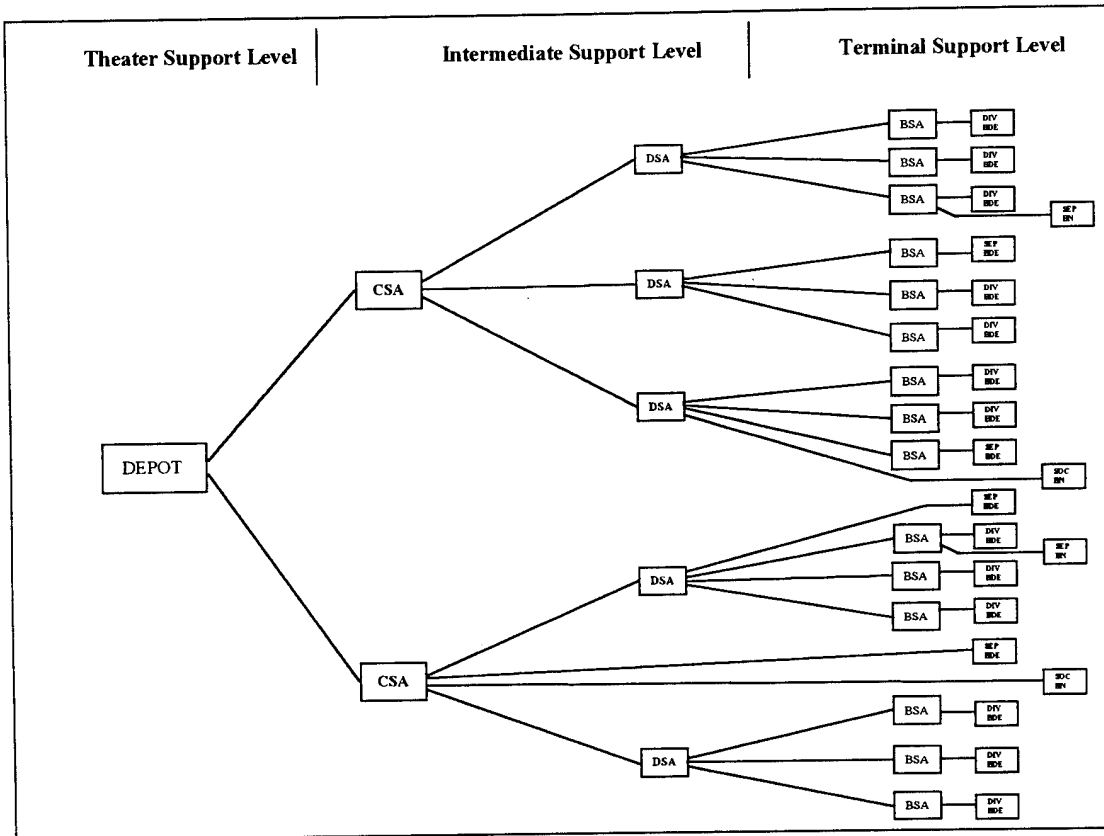 Theater Support Level
Intermediate Support Level
Terminal Support Level
BSA
DIV
BDE
DSA
BSA
DIV
BDE
BSA
DIV
BDE
SEP
BN
CSA
DSA
BSA
SEP
BDE
BSA
DIV
BDE
BSA
DIV
BDE
DSA
BSA
DIV
BDE
BSA
DIV
BDE
BSA
SEP
BDE
SOC
BN
DEPOT
SEP
BDE
DSA
BSA
DIV
BDE
SEP
BN
BSA
DIV
BDE
BSA
DIV
BDE
CSA
SEP
BDE
SOC
BN
DSA
BSA
DIV
BDE
BSA
DIV
BDE
BSA
DIV
BDE